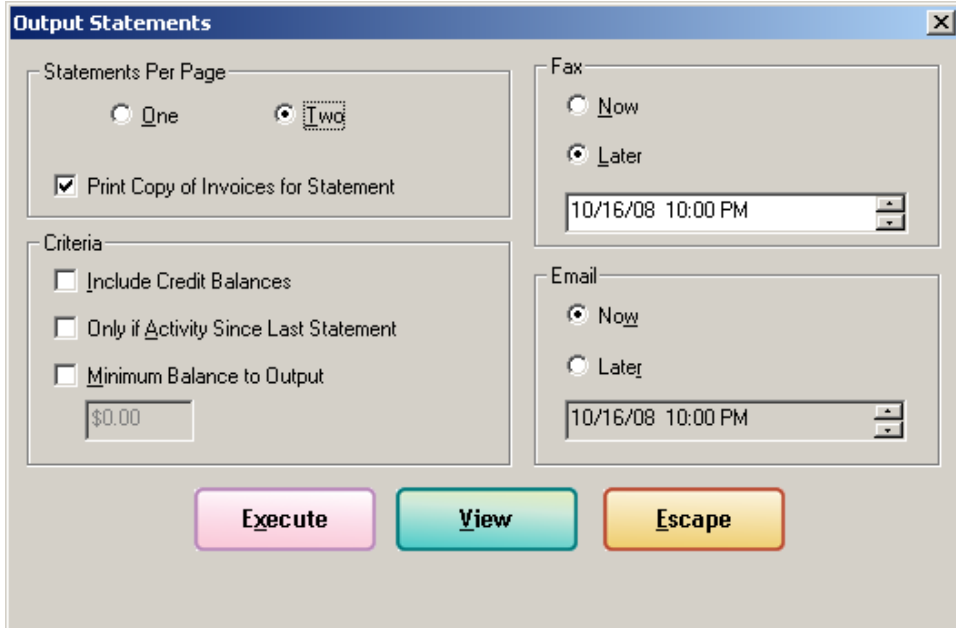 Output Statements
Statements Per Page
One Two
Print Copy of Invoices for Statement
Criteria
Include Credit Balances
Only if Activity Since Last Statement
Minimum Balance to Output
$0.00
Fax
Now
Later
10/16/08 10:00 PM
Email
Now
Later
10/16/08 10:00 PM
Execute View Escape